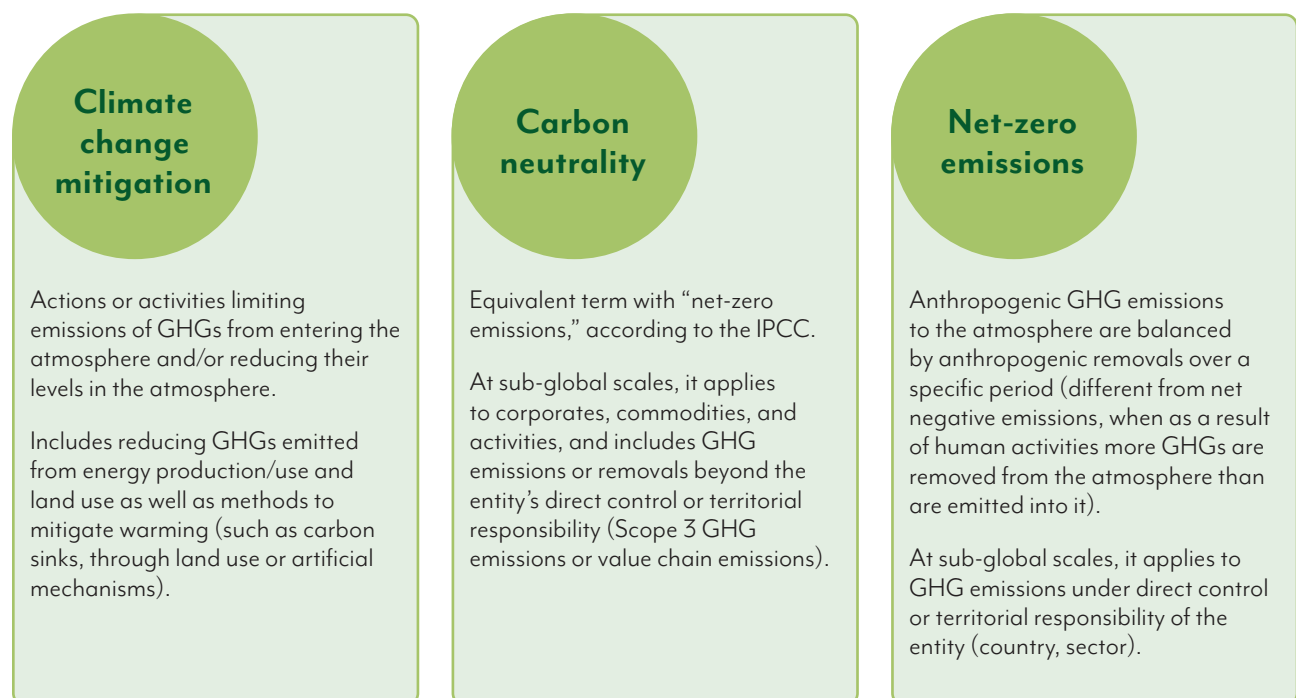 Climate
change
mitigation
Actions or activities limiting
emissions of GHGs from entering the
atmosphere and/or reducing their
levels in the atmosphere.
Includes reducing GHGs emitted
from energy production/use and
land use as well as methods to
mitigate warming (such as carbon
sinks, through land use or artificial
mechanisms).
Carbon
neutrality
Equivalent term with “net-zero
emissions,” according to the IPCC.
At sub-global scales, it applies
to corporates, commodities, and
activities, and includes GHG
emissions or removals beyond the
entity’s direct control or territorial
responsibility (Scope 3 GHG
emissions or value chain emissions).
Net-zero
emissions
Anthropogenic GHG emissions
to the atmosphere are balanced
by anthropogenic removals over a
specific period (different from net
negative emissions, when as a result
of human activities more GHGs are
removed from the atmosphere than
are emitted into it).
At sub-global scales, it applies to
GHG emissions under direct control
or territorial responsibility of the
entity (country, sector).